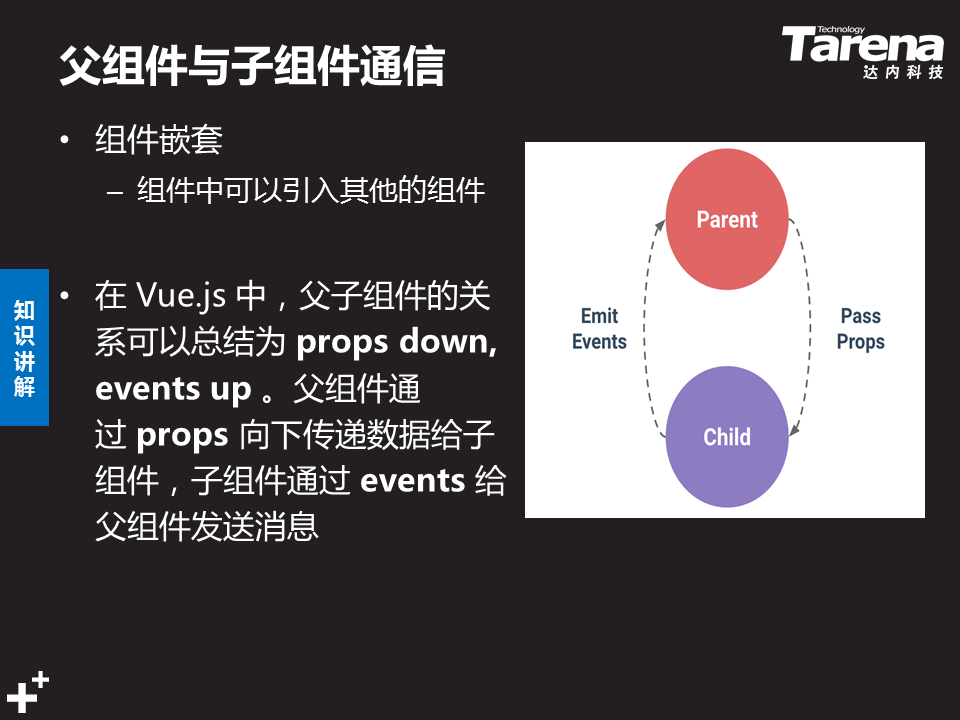 父组件与子组件通信
Technology
Tarena
达内科技
• 组件嵌套
– 组件中可以引入其他的组件
• 在 Vue.js 中，父子组件的关
系可以总结为 props down,
events up 。父组件通
过 props 向下传递数据给子
组件，子组件通过 events 给
父组件发送消息
知识讲解
Parent
Emit
Events
Pass
Props
Child